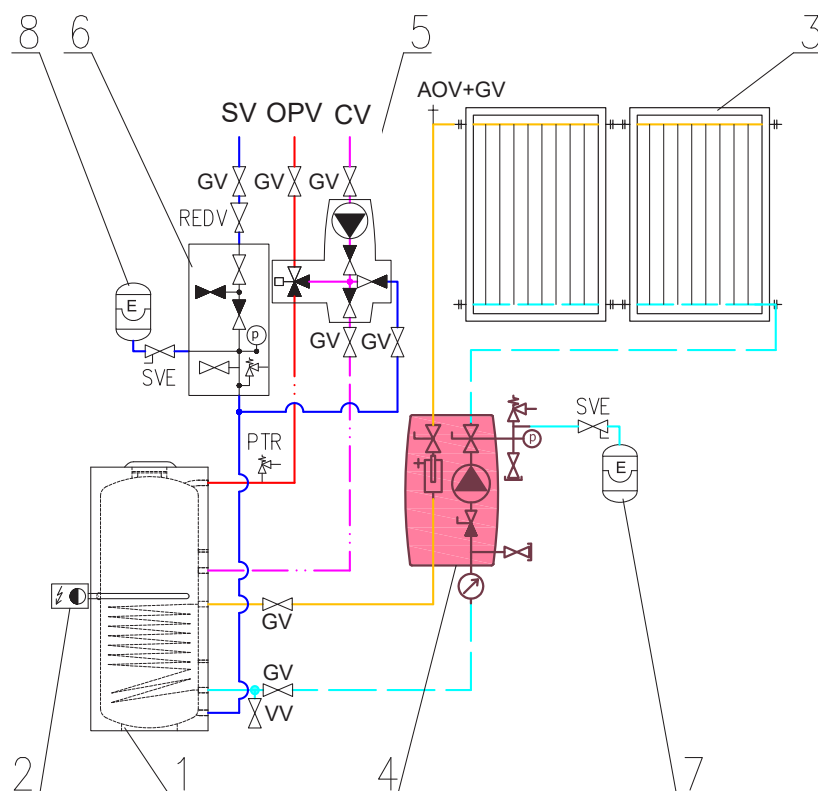 8 6 5 3
AOV+GV
SV OPV CV
GV GV GV
REDV
E
p
GV GV
SVE
SVE
p
PTR
E
GV
GV
VV
2 1 4 7